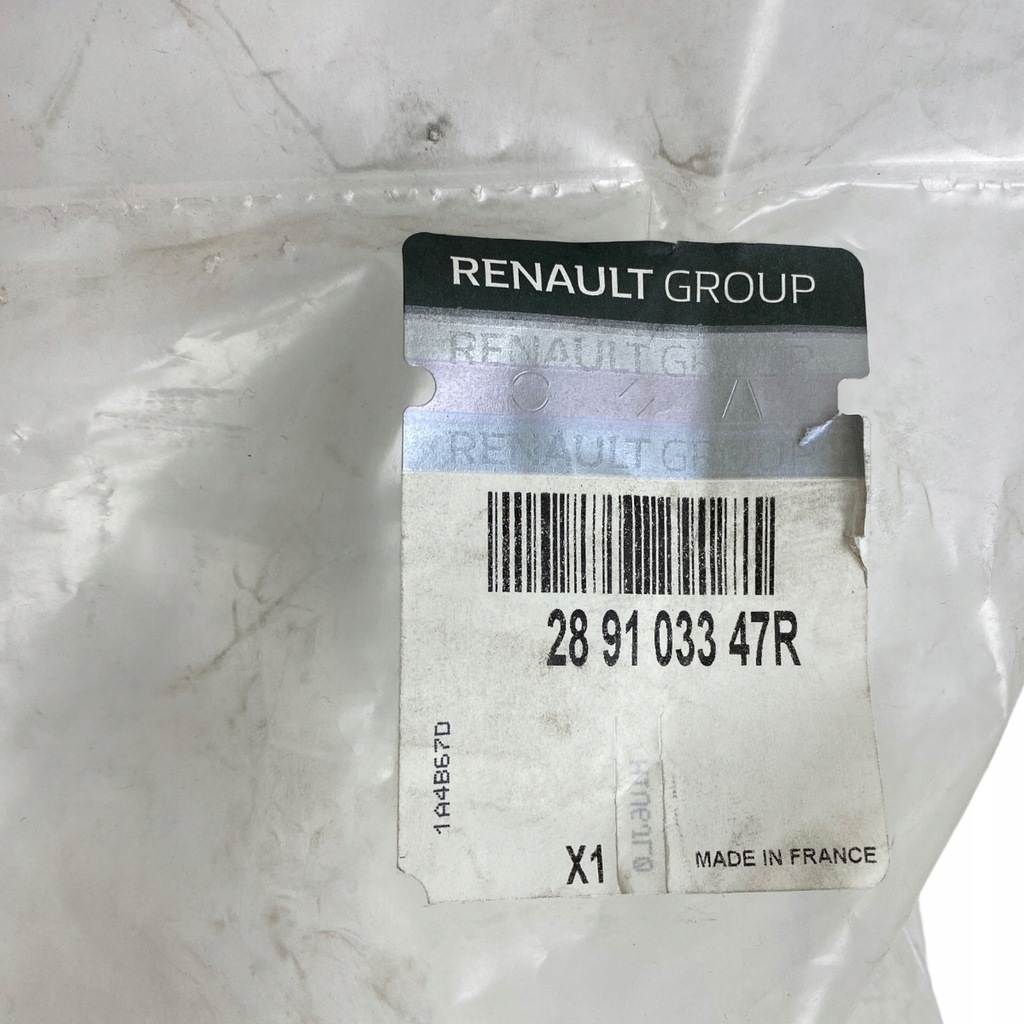 RENAULT GROUP
RENAULT GROUP
RENAULT GROUP
28 91 033 47R
1A4B67D
X1
MADE IN FRANCE